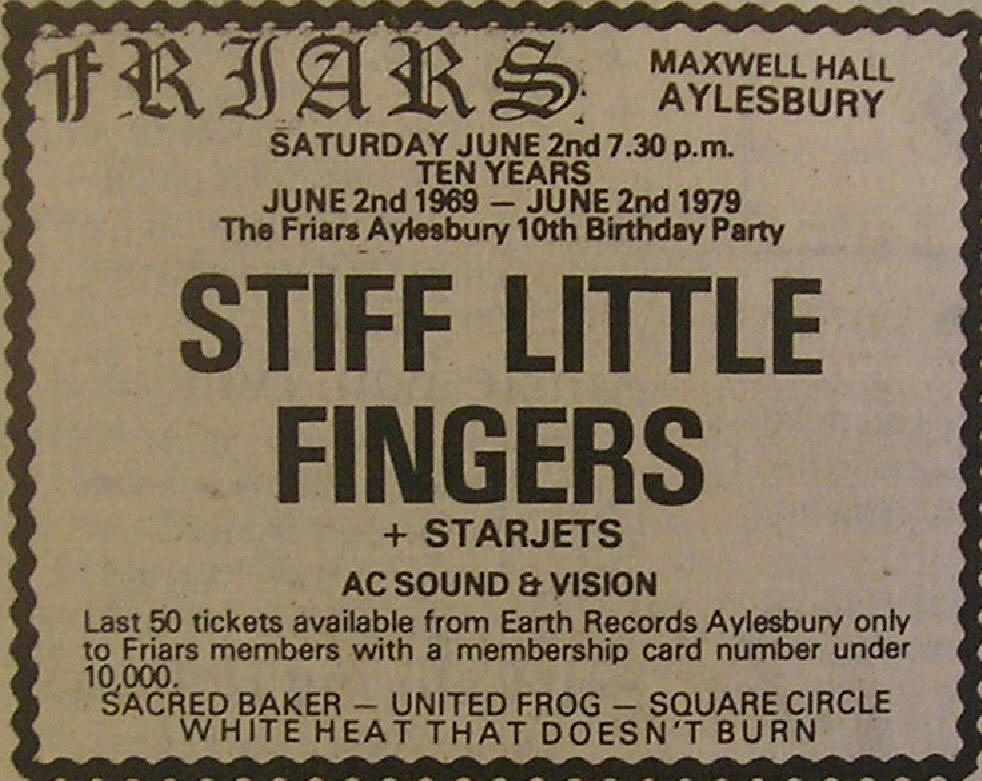 FRIARS
MAXWELL HALL
AYLESBURY
SATURDAY JUNE 2nd 7.30 p.m.
TEN YEARS
JUNE 2nd 1969 — JUNE 2nd 1979
The Friars Aylesbury 10th Birthday Party
STIFF LITTLE
FINGERS
+ STARJETS
AC SOUND & VISION
Last 50 tickets available from Earth Records Aylesbury only
to Friars members with a membership card number under
10,000.
SACRED BAKER — UNITED FROG — SQUARE CIRCLE
WHITE HEAT THAT DOESN'T BURN